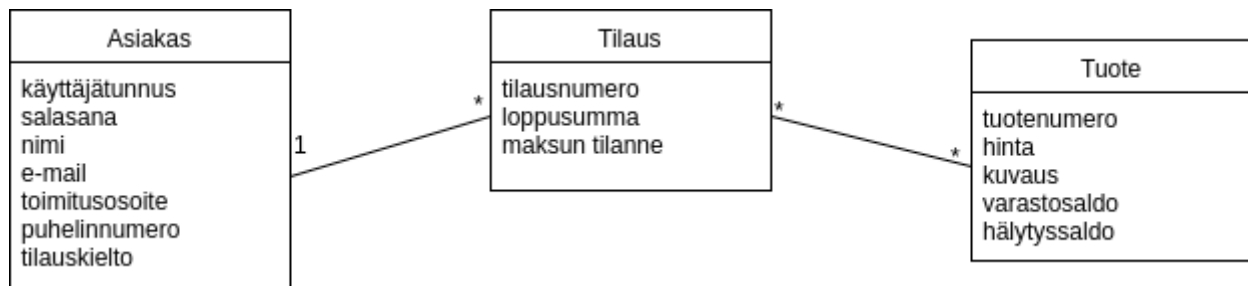 Asiakas
käyttäjätunnus
salasana
nimi
e-mail
toimitusosoite
puhelinnumero
tilauskielto
1
*
Tilaus
tilausnumero
loppusumma
maksun tilanne
*
*
Tuote
tuotenumero
hinta
kuvaus
varastosaldo
hälytyssaldo